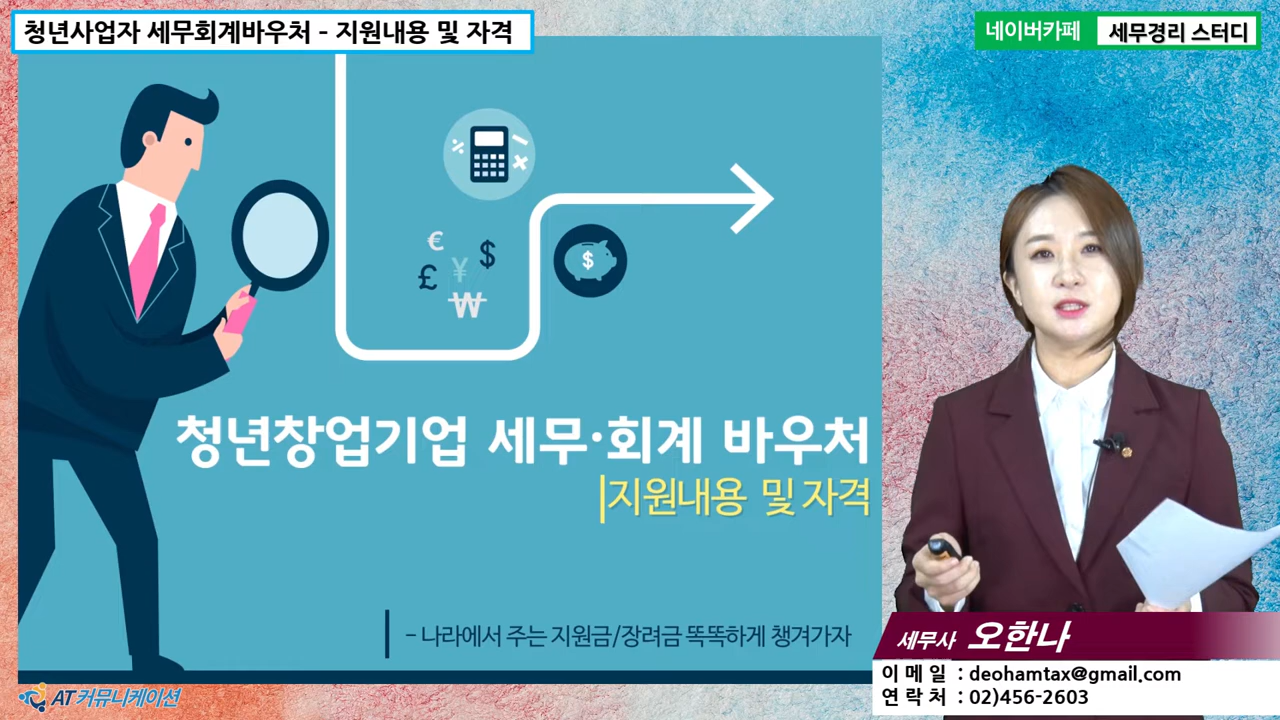 청년사업자 세무회계바우처 - 지원내용 및 자격
네이버카페 세무경리 스터디
€ $ £ ¥ ₩
$
청년창업기업 세무·회계 바우처
지원내용 및 자격
- 나라에서 주는 지원금/장려금 똑똑하게 챙겨가자
세무사 오한나
이 메 일 : deohamtax@gmail.com
연 락 처 : 02)456-2603
AT커뮤니케이션